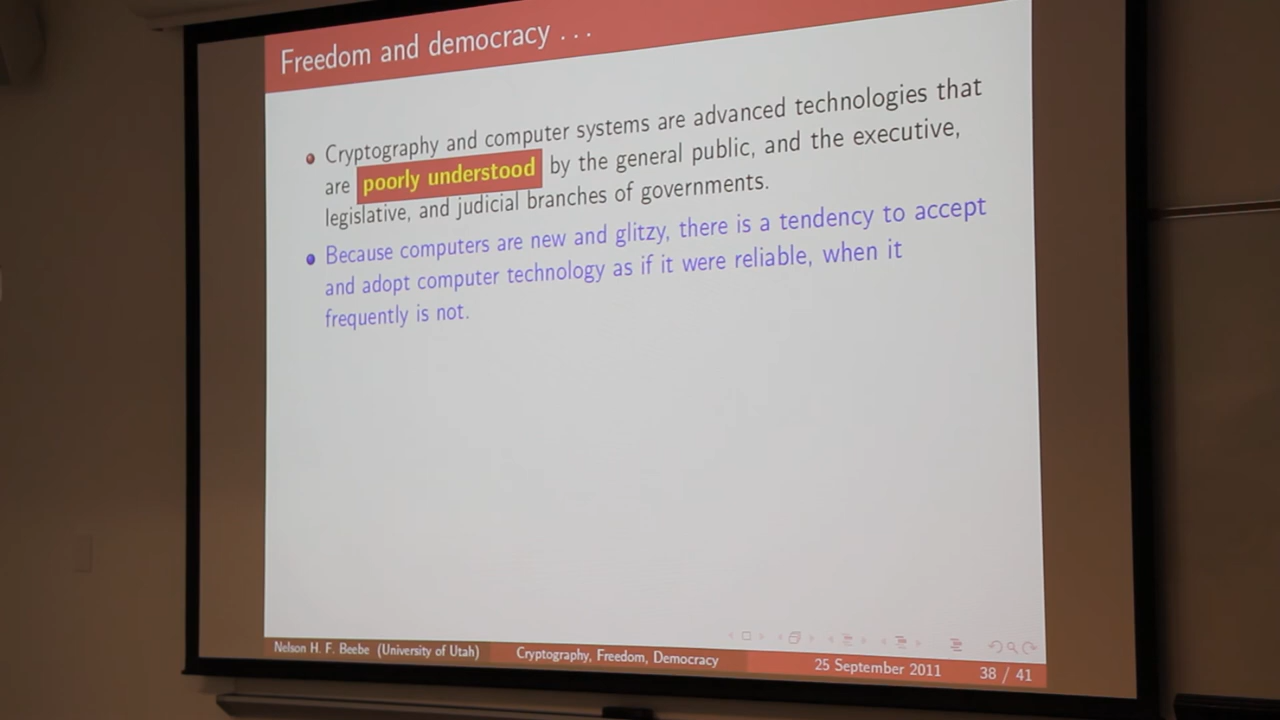 Freedom and democracy . . .
Cryptography and computer systems are advanced technologies that
are poorly understood by the general public, and the executive,
legislative, and judicial branches of governments.
Because computers are new and glitzy, there is a tendency to accept
and adopt computer technology as if it were reliable, when it
frequently is not.
Nelson H. F. Beebe (University of Utah) Cryptography, Freedom, Democracy 25 September 2011 38 / 41